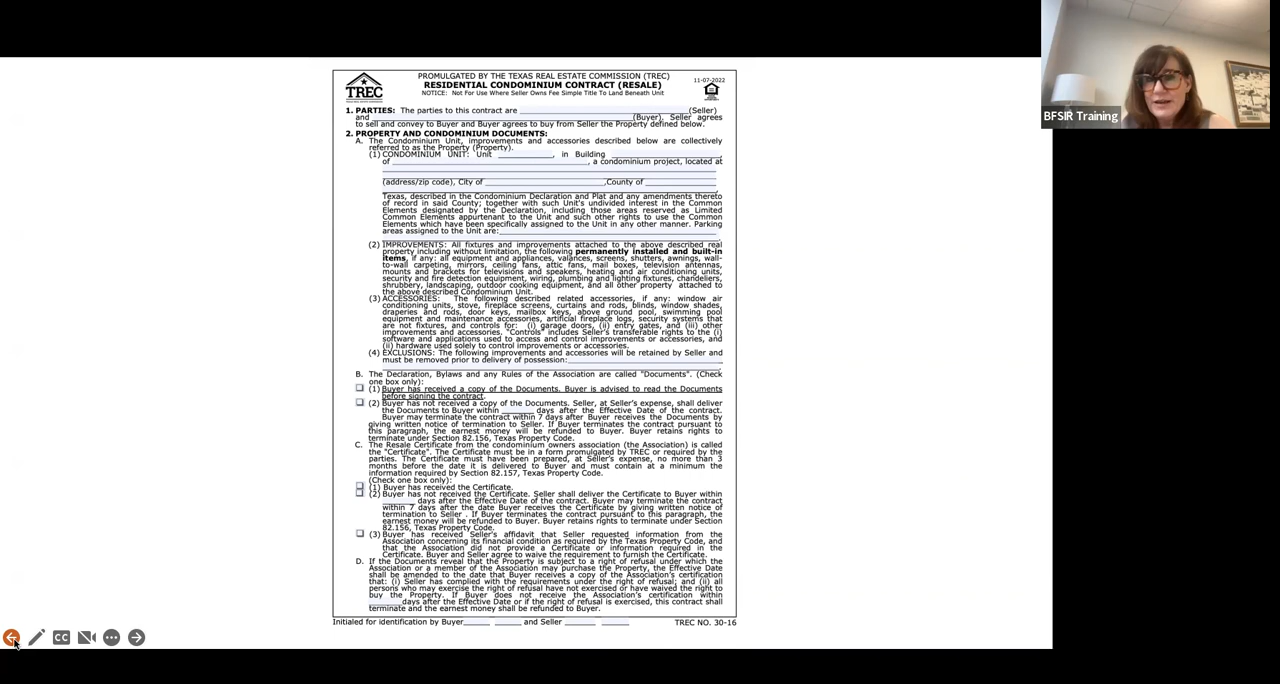 PROMULGATED BY THE TEXAS REAL ESTATE COMMISSION (TREC)
RESIDENTIAL CONDOMINIUM CONTRACT (RESALE)
NOTICE: Not For Use Where Seller Owns Fee Simple Title To Land Beneath Unit
11-07-2022
TREC
1. PARTIES: The parties to this contract are (Seller)
and (Buyer). Seller agrees
to sell and convey to Buyer and Buyer agrees to buy from Seller the Property defined below.
2. PROPERTY AND CONDOMINIUM DOCUMENTS:
A. The Condominium Unit, improvements and accessories described below are collectively
referred to as the Property (Property).
(1) CONDOMINIUM UNIT: Unit , in Building ,
of , a condominium project, located at
(address/zip code), City of ,County of ,
Texas, described in the Condominium Declaration and Plat and any amendments thereto
of record in said County; together with such Unit's undivided interest in the Common
Elements designated by the Declaration, including those areas reserved as Limited
Common Elements appurtenant to the Unit and such other rights to use the Common
Elements which have been specifically assigned to the Unit in any other manner. Parking
areas assigned to the Unit are:
(2) IMPROVEMENTS: All fixtures and improvements attached to the above described real
property including without limitation, the following permanently installed and built-in
items, if any: all equipment and appliances, valances, screens, shutters, awnings, wall-
to-wall carpeting, mirrors, ceiling fans, attic fans, mail boxes, television antennas,
mounts and brackets for televisions and speakers, heating and air conditioning units,
security and fire detection equipment, wiring, plumbing and lighting fixtures, chandeliers,
shrubbery, landscaping, outdoor cooking equipment, and all other property attached to
the above described Condominium Unit.
(3) ACCESSORIES: The following described related accessories, if any: window air
conditioning units, stove, fireplace screens, curtains and rods, blinds, window shades,
draperies and rods, door keys, mailbox keys, above ground pool, swimming pool
equipment and maintenance accessories, artificial fireplace logs, security systems that
are not fixtures, and controls for: (i) garage doors, (ii) entry gates, and (iii) other
improvements and accessories. "Controls" includes Seller's transferable rights to the (i)
software and applications used to access and control improvements or accessories, and
(ii) hardware used solely to control improvements or accessories.
(4) EXCLUSIONS: The following improvements and accessories will be retained by Seller and
must be removed prior to delivery of possession:
B. The Declaration, Bylaws and any Rules of the Association are called "Documents". (Check
one box only):
(1) Buyer has received a copy of the Documents. Buyer is advised to read the Documents
before signing the contract.
(2) Buyer has not received a copy of the Documents. Seller, at Seller's expense, shall deliver
the Documents to Buyer within days after the Effective Date of the contract.
Buyer may terminate the contract within 7 days after Buyer receives the Documents by
giving written notice of termination to Seller. If Buyer terminates the contract pursuant to
this paragraph, the earnest money will be refunded to Buyer. Buyer retains rights to
terminate under Section 82.156, Texas Property Code.
C. The Resale Certificate from the condominium owners association (the Association) is called
the "Certificate". The Certificate must be in a form promulgated by TREC or required by the
parties. The Certificate must have been prepared, at Seller's expense, no more than 3
months before the date it is delivered to Buyer and must contain at a minimum the
information required by Section 82.157, Texas Property Code.
(Check one box only):
(1) Buyer has received the Certificate.
(2) Buyer has not received the Certificate. Seller shall deliver the Certificate to Buyer within
days after the Effective Date of the contract. Buyer may terminate the contract
within 7 days after the date Buyer receives the Certificate by giving written notice of
termination to Seller . If Buyer terminates the contract pursuant to this paragraph, the
earnest money will be refunded to Buyer. Buyer retains rights to terminate under Section
82.156, Texas Property Code.
(3) Buyer has received Seller's affidavit that Seller requested information from the
Association concerning its financial condition as required by the Texas Property Code, and
that the Association did not provide a Certificate or information required in the
Certificate. Buyer and Seller agree to waive the requirement to furnish the Certificate.
D. If the Documents reveal that the Property is subject to a right of refusal under which the
Association or a member of the Association may purchase the Property, the Effective Date
shall be amended to the date that Buyer receives a copy of the Association's certification
that: (i) Seller has complied with the requirements under the right of refusal; and (ii) all
persons who may exercise the right of refusal have not exercised or have waived the right to
buy the Property. If Buyer does not receive the Association's certification within
days after the Effective Date or if the right of refusal is exercised, this contract shall
terminate and the earnest money shall be refunded to Buyer.
Initialed for identification by Buyer and Seller TREC NO. 30-16
BFSIR Training
CC